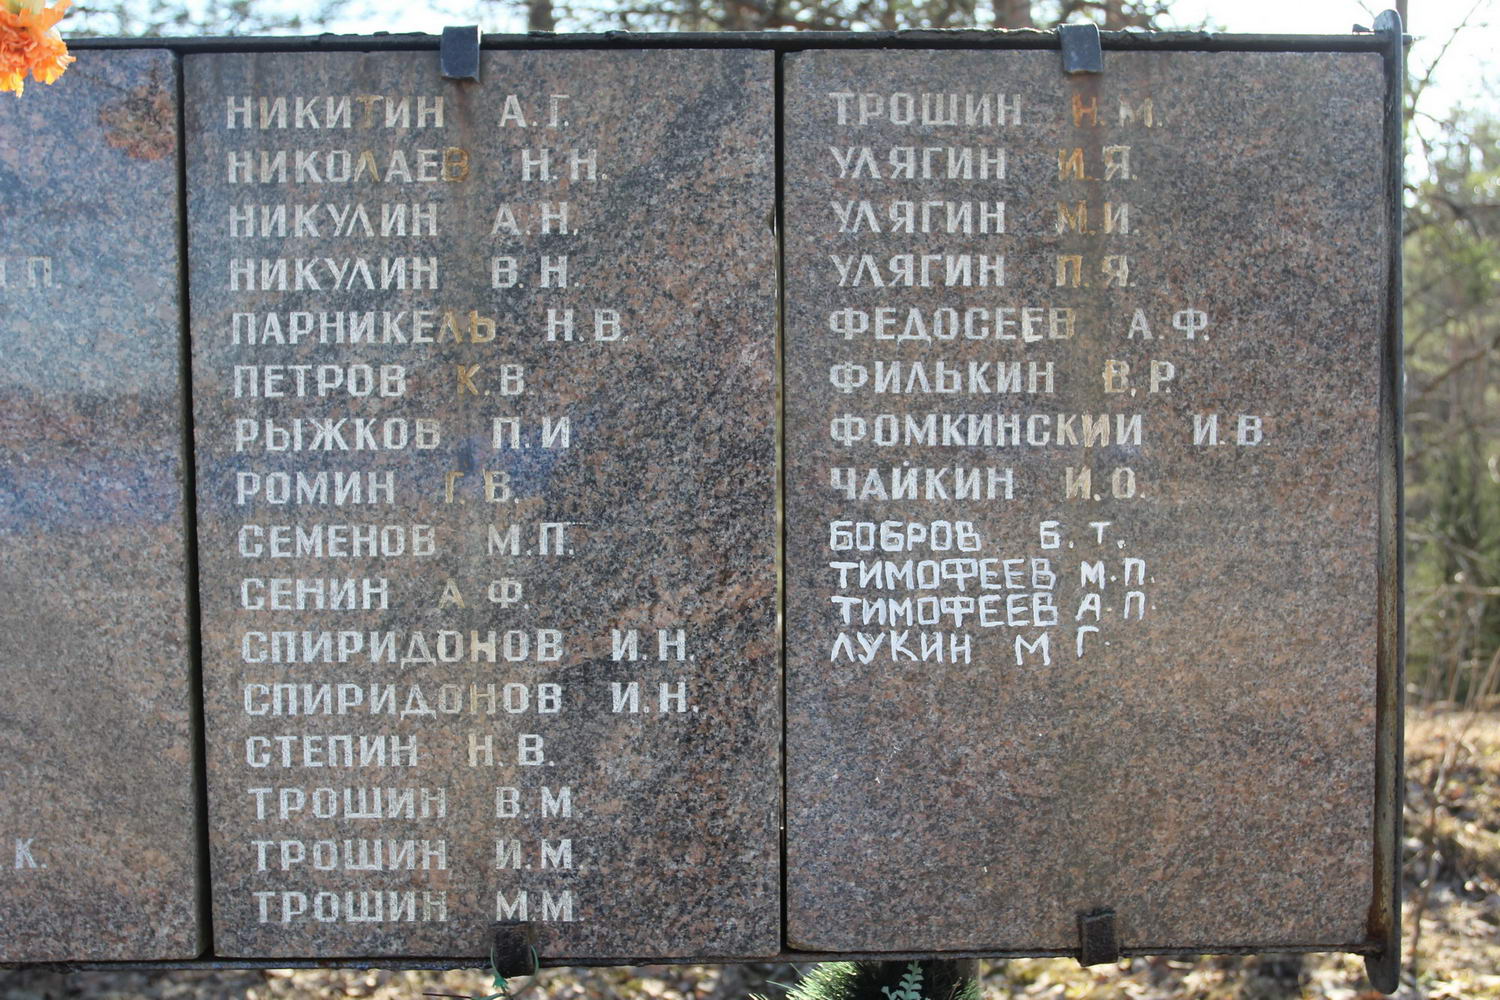 П.
К.
НИКИТИН А.Г.
НИКОЛАЕВ Н.Н.
НИКУЛИН А.Н.
НИКУЛИН В.Н.
ПАРНИКЕЛЬ Н.В.
ПЕТРОВ К.В.
РЫЖКОВ П.И
РОМИН Г.В.
СЕМЕНОВ М.П.
СЕНИН А Ф.
СПИРИДОНОВ И.Н.
СПИРИДОНОВ И.Н.
СТЕПИН Н.В.
ТРОШИН В.М.
ТРОШИН И.М.
ТРОШИН М.М.
ТРОШИН Н.М.
УЛЯГИН И.Я.
УЛЯГИН М.И.
УЛЯГИН П.Я.
ФЕДОСЕЕВ А.Ф.
ФИЛЬКИН В.Р.
ФОМКИНСКИИ И.В.
ЧАЙКИН И.О.
БОБРОВ Б.Т.
ТИМОФЕЕВ М.П.
ТИМОФЕЕВ А.П.
ЛУКИН М Г.